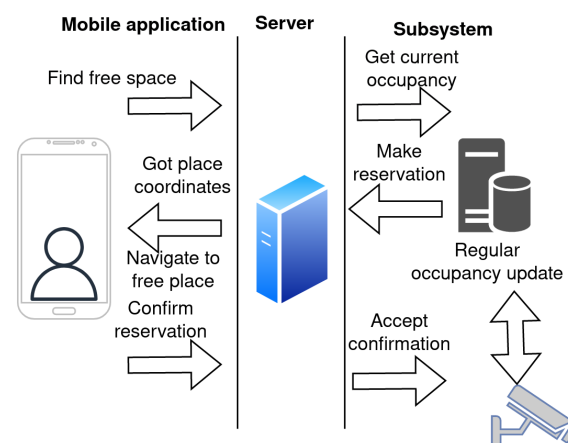 Mobile application
Server
Subsystem
Find free space
Get current
occupancy
Got place
coordinates
Make
reservation
Navigate to
free place
Regular
occupancy update
Confirm
reservation
Accept
confirmation